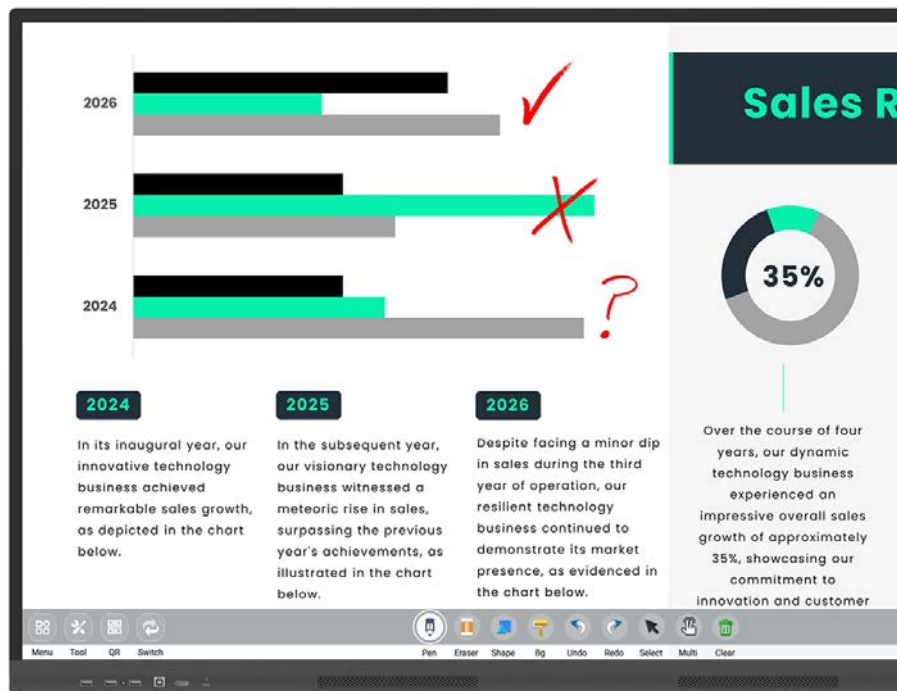 2026
2025
2024
Sales R
35%
2024
In its inaugural year, our
innovative technology
business achieved
remarkable sales growth,
as depicted in the chart
below.
2025
In the subsequent year,
our visionary technology
business witnessed a
meteoric rise in sales,
surpassing the previous
year's achievements, as
illustrated in the chart
below.
2026
Despite facing a minor dip
in sales during the third
year of operation, our
resilient technology
business continued to
demonstrate its market
presence, as evidenced in
the chart below.
Over the course of four
years, our dynamic
technology business
experienced an
impressive overall sales
growth of approximately
35%, showcasing our
commitment to
innovation and customer
Menu Tool QR Switch Pen Eraser Shape Bg Undo Redo Select Multi Clear